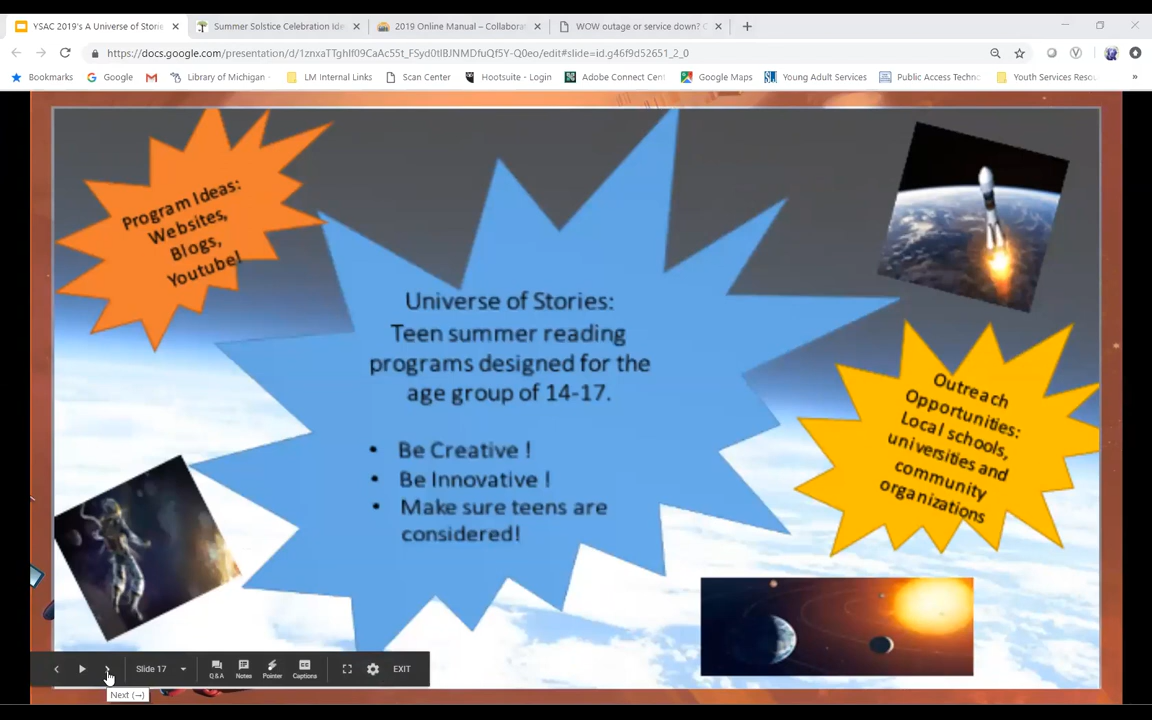 YSAC 2019's A Universe of Storie
Summer Solstice Celebration Ide
2019 Online Manual – Collabora
WOW outage or service down? C
https://docs.google.com/presentation/d/1znxaTTghIf09CaAc55t_FSyd0tIBJNMDfuQf5Y-Q0eo/edit#slide=id.g46f9d52651_2_0
Bookmarks
Google
Library of Michigan
LM Internal Links
Scan Center
Hootsuite - Login
Adobe Connect Cent
Google Maps
Young Adult Services
Public Access Techno
Youth Services Resou
»
Program Ideas:
Websites,
Blogs,
Youtube!
Universe of Stories:
Teen summer reading
programs designed for the
age group of 14-17.
• Be Creative !
• Be Innovative !
• Make sure teens are
considered!
Outreach
Opportunities:
Local schools,
universities and
community
organizations
Slide 17
Q&A
Notes
Pointer
Captions
EXIT
Next (→)